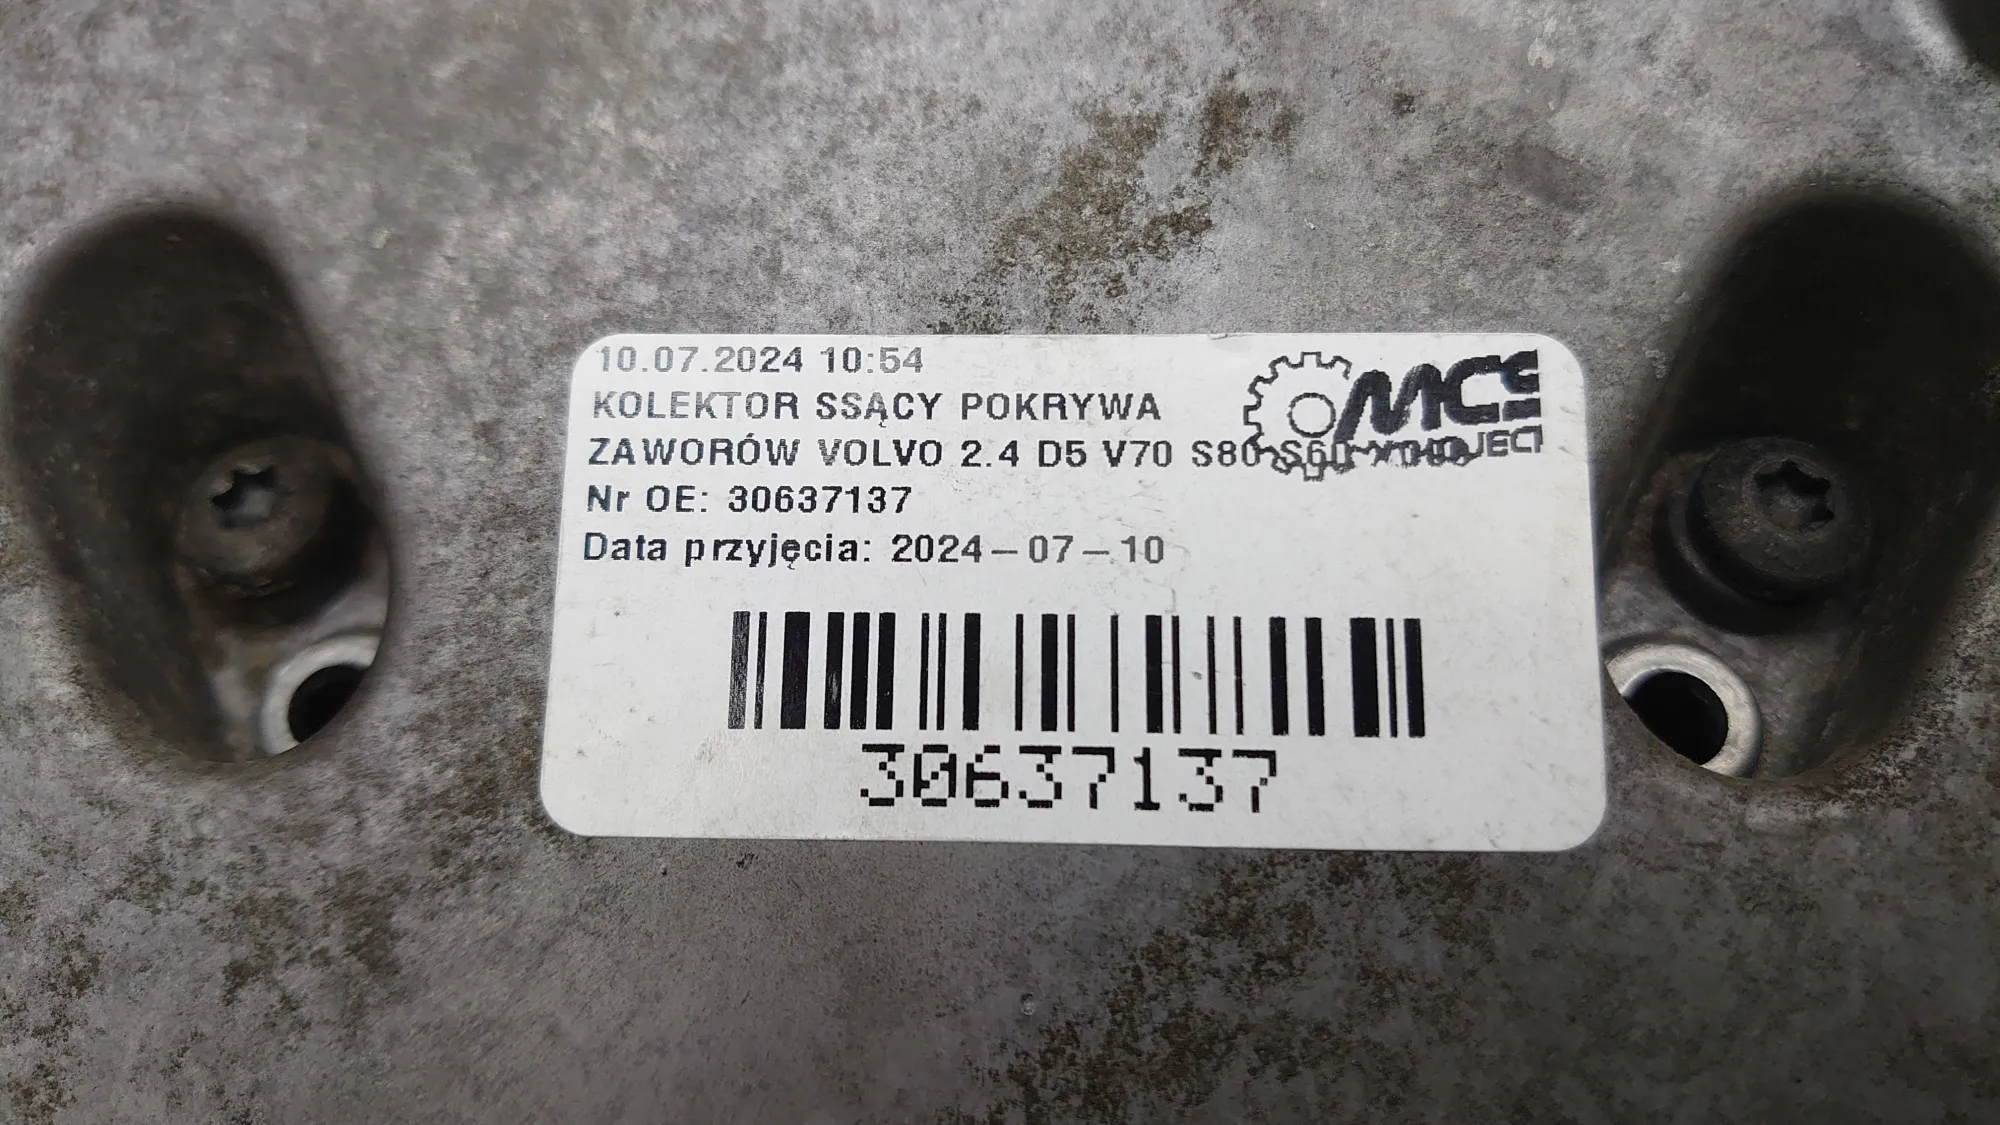 10.07.2024 10:54
KOLEKTOR SSĄCY POKRYWA
ZAWORÓW VOLVO 2.4 D5 V70 S80 S60
Nr OE: 30637137
Data przyjęcia: 2024-07-10
30637137